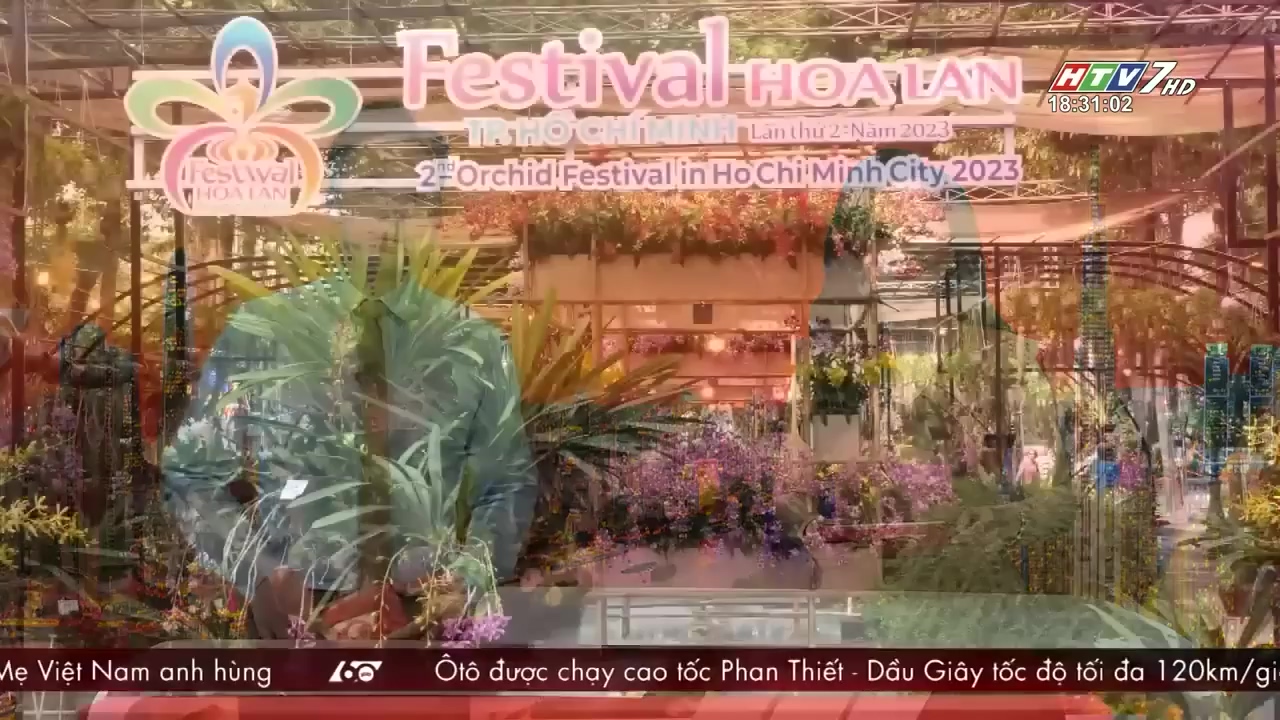 Festival HOA LAN
TP. HỒ CHÍ MINH Lần thứ 2 - Năm 2023
2nd Orchid Festival in Ho Chi Minh City 2023
Festival
HOA LAN
HTV7 HD
18:31:02
Mẹ Việt Nam anh hùng
60
Ôtô được chạy cao tốc Phan Thiết - Dầu Giây tốc độ tối đa 120km/gi